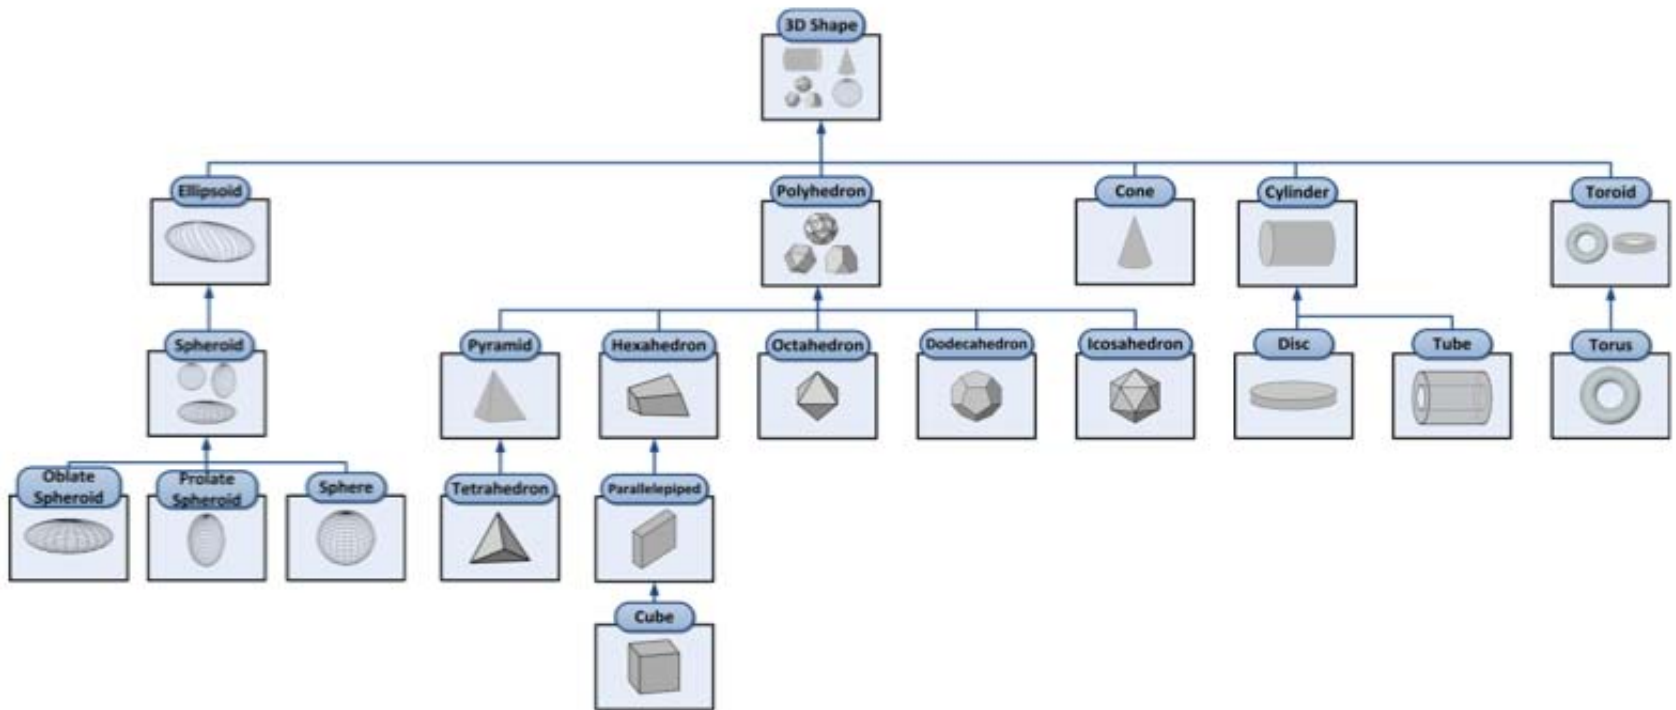 3D Shape
Ellipsoid
Polyhedron
Cone
Cylinder
Toroid
Spheroid
Pyramid
Hexahedron
Octahedron
Dodecahedron
Icosahedron
Disc
Tube
Torus
Oblate
Spheroid
Prolate
Spheroid
Sphere
Tetrahedron
Parallelepiped
Cube